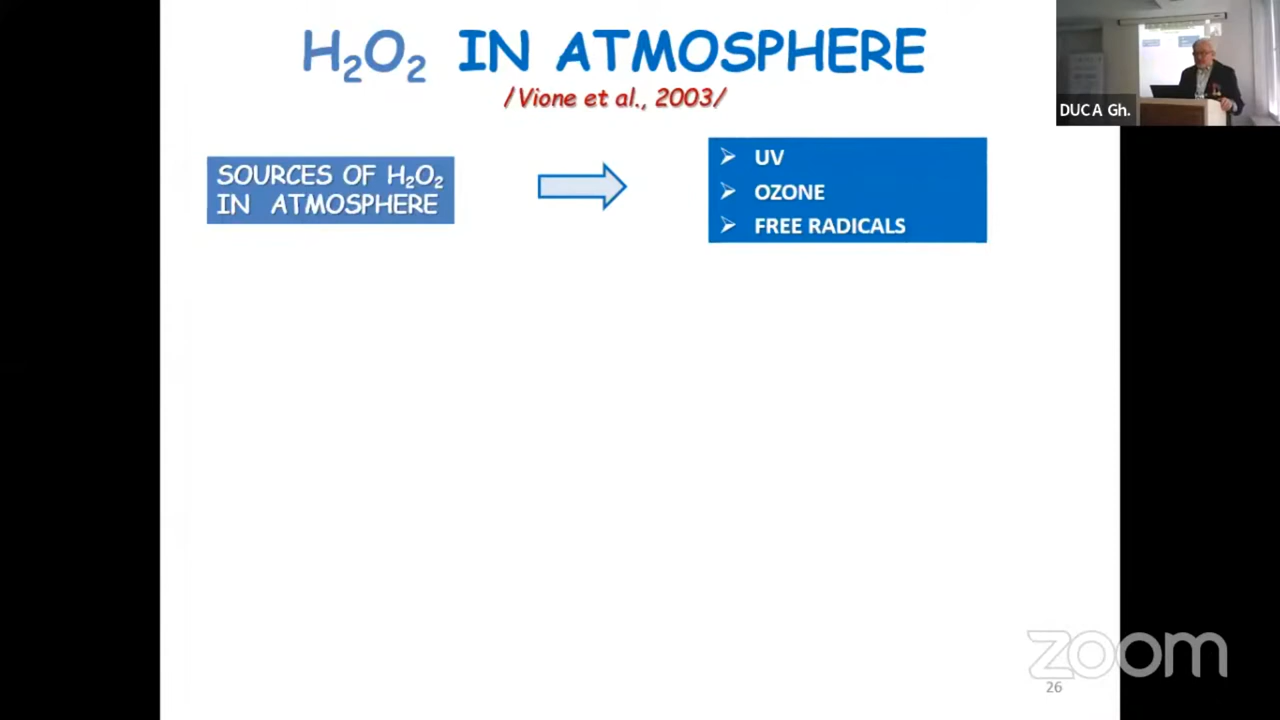 H₂O₂ IN ATMOSPHERE
/Vione et al., 2003/
DUCA Gh.
SOURCES OF H₂O₂
IN ATMOSPHERE
➢ UV
➢ OZONE
➢ FREE RADICALS
zoom
26